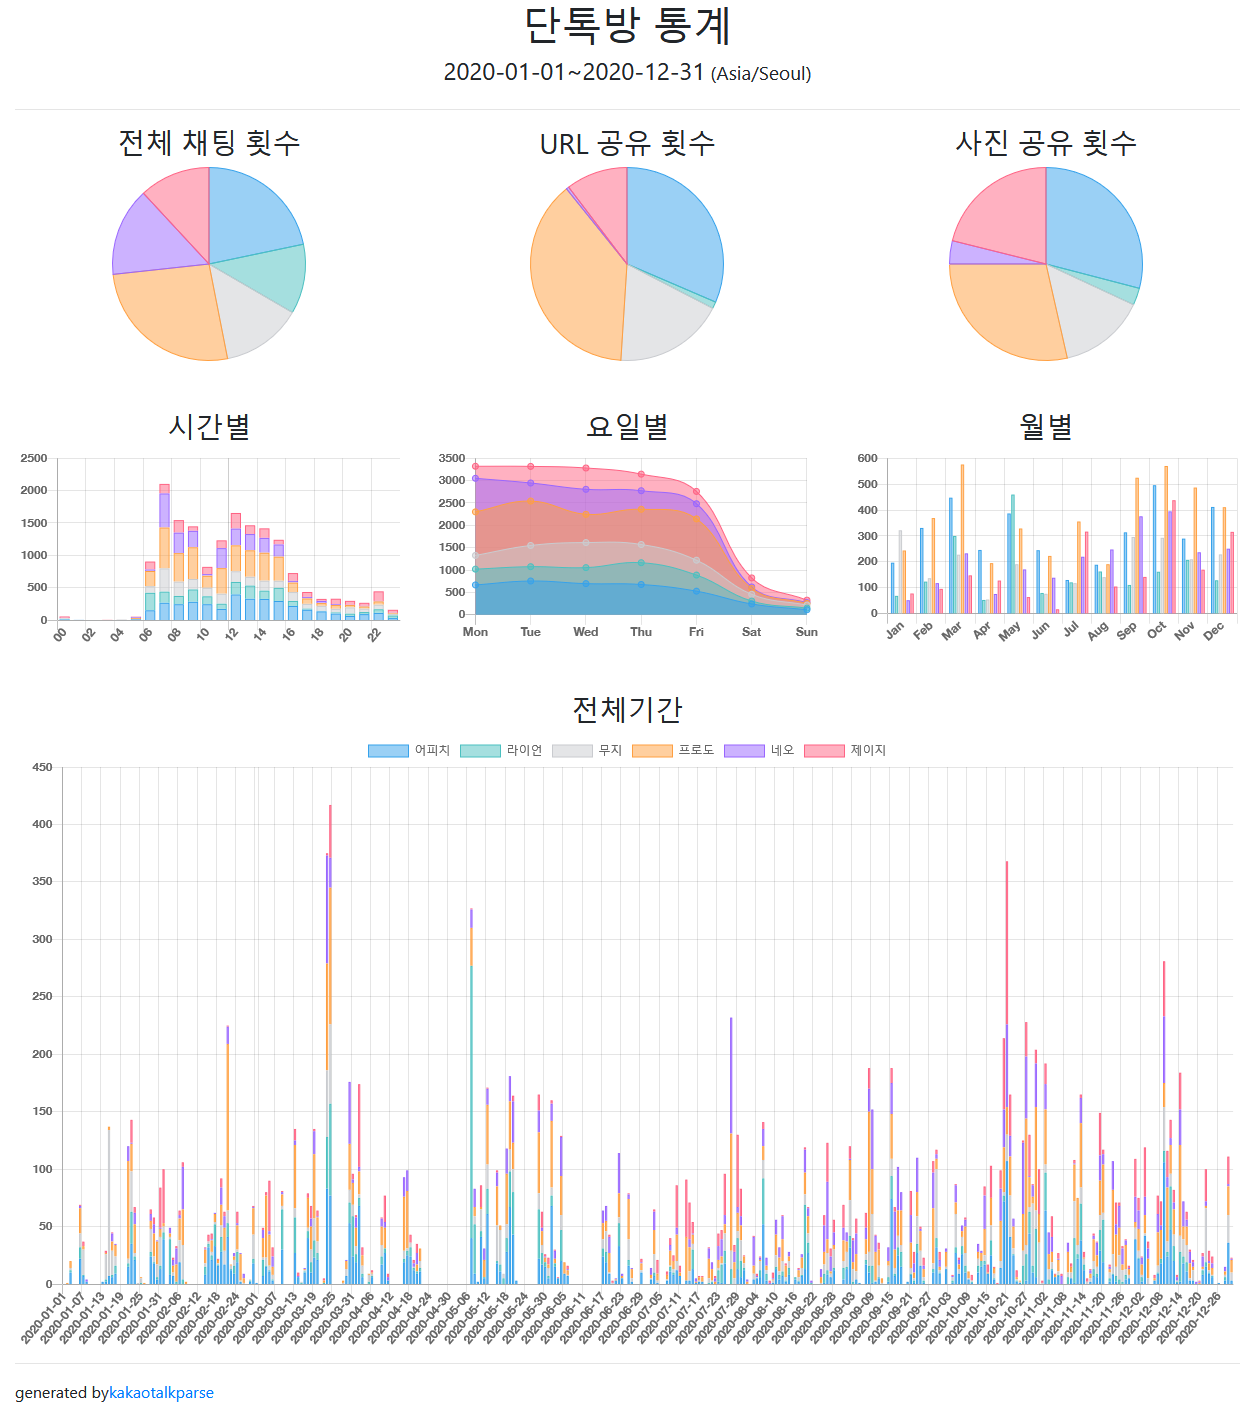 단톡방 통계
2020-01-01~2020-12-31 (Asia/Seoul)
전체 채팅 횟수
URL 공유 횟수
사진 공유 횟수
시간별
2500
2000
1500
1000
500
0
00 02 04 06 08 10 12 14 16 18 20 22
요일별
3500
3000
2500
2000
1500
1000
500
0
Mon Tue Wed Thu Fri Sat Sun
월별
600
500
400
300
200
100
0
Jan Feb Mar Apr May Jun Jul Aug Sep Oct Nov Dec
전체기간
어피치 라이언 무지 프로도 네오 제이지
450
400
350
300
250
200
150
100
50
0
2020-01-01 2020-01-07 2020-01-13 2020-01-19 2020-01-25 2020-01-31 2020-02-06 2020-02-12 2020-02-18 2020-02-24 2020-03-01 2020-03-07 2020-03-13 2020-03-19 2020-03-25 2020-03-31 2020-04-06 2020-04-12 2020-04-18 2020-04-24 2020-04-30 2020-05-06 2020-05-12 2020-05-18 2020-05-24 2020-05-30 2020-06-05 2020-06-11 2020-06-17 2020-06-23 2020-06-29 2020-07-05 2020-07-11 2020-07-17 2020-07-23 2020-07-29 2020-08-04 2020-08-10 2020-08-16 2020-08-22 2020-08-28 2020-09-03 2020-09-09 2020-09-15 2020-09-21 2020-09-27 2020-10-03 2020-10-09 2020-10-15 2020-10-21 2020-10-27 2020-11-02 2020-11-08 2020-11-14 2020-11-20 2020-11-26 2020-12-02 2020-12-08 2020-12-14 2020-12-20 2020-12-26
generated bykakaotalkparse